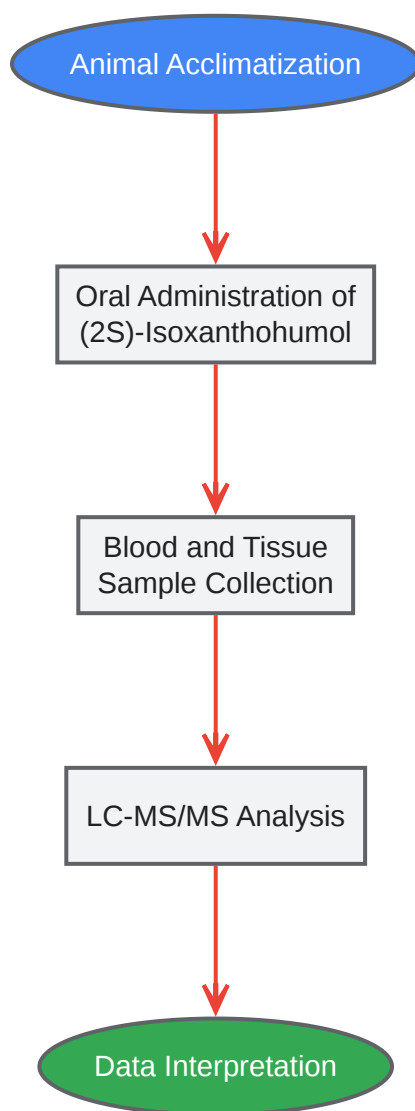 Animal Acclimatization
Oral Administration of
(2S)-Isoxanthohumol
Blood and Tissue
Sample Collection
LC-MS/MS Analysis
Data Interpretation